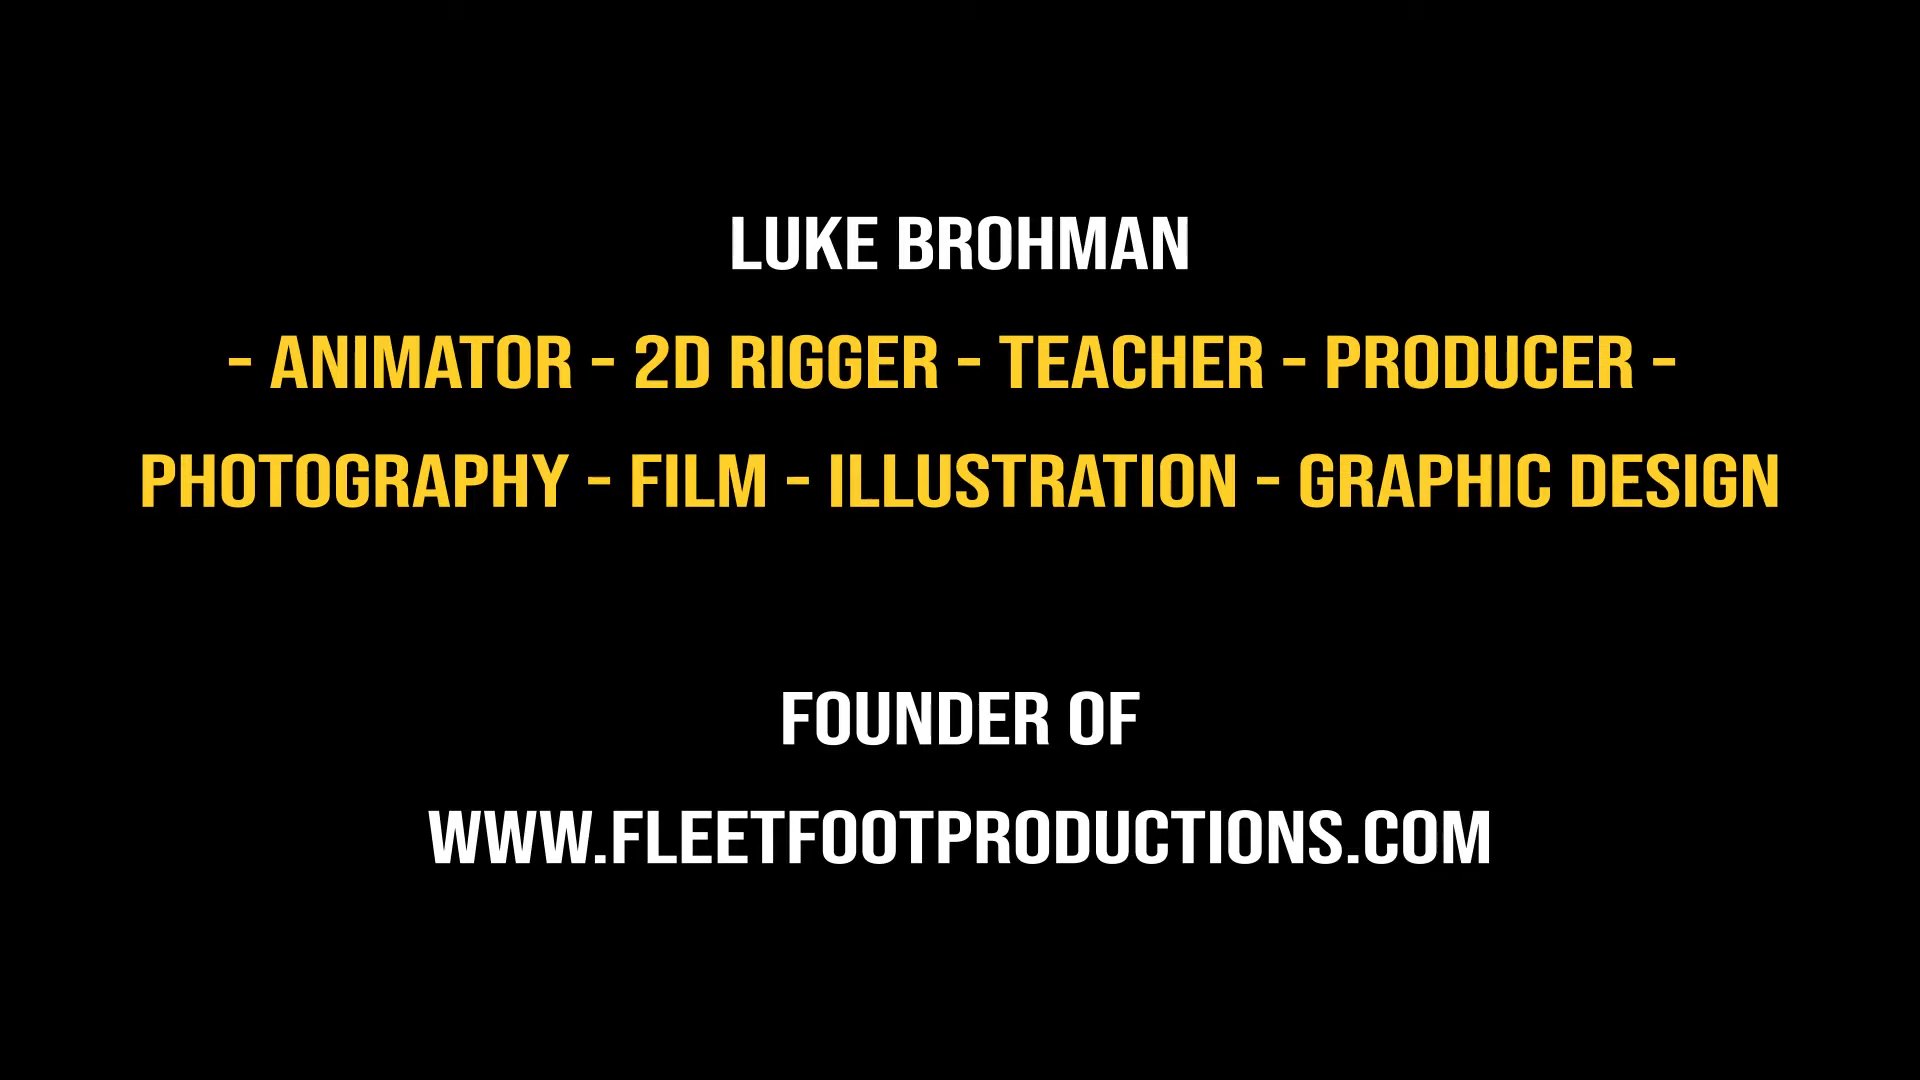 LUKE BROHMAN
- ANIMATOR - 2D RIGGER - TEACHER - PRODUCER -
PHOTOGRAPHY - FILM - ILLUSTRATION - GRAPHIC DESIGN
FOUNDER OF
WWW.FLEETFOOTPRODUCTIONS.COM